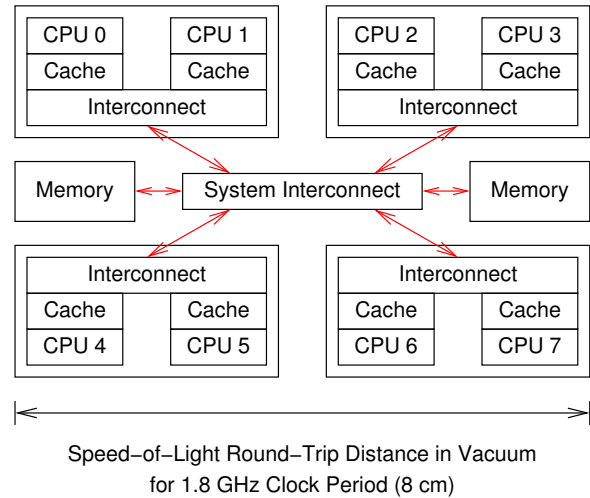 CPU 0 CPU 1 CPU 2 CPU 3
Cache Cache Cache Cache
Interconnect Interconnect
Memory System Interconnect Memory
Interconnect Interconnect
Cache Cache Cache Cache
CPU 4 CPU 5 CPU 6 CPU 7
Speed−of−Light Round−Trip Distance in Vacuum
for 1.8 GHz Clock Period (8 cm)